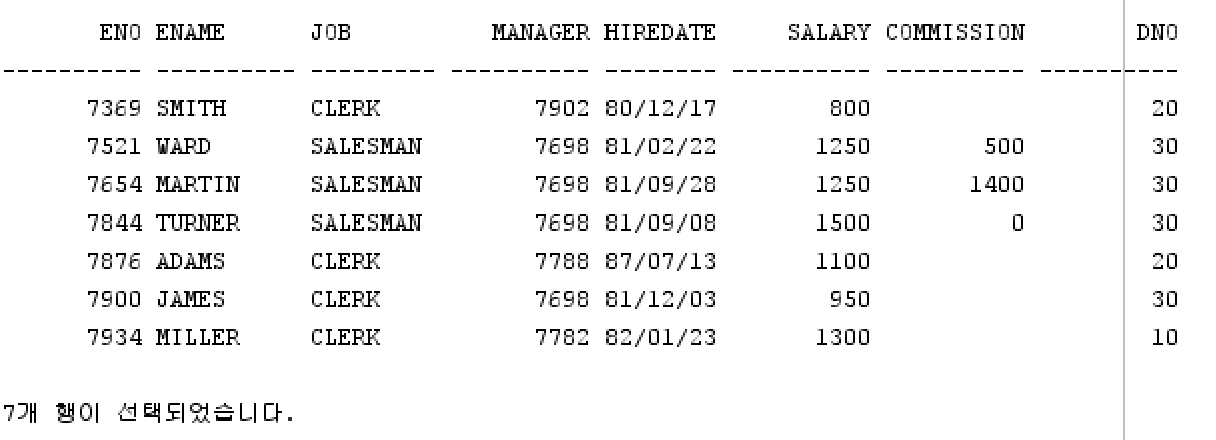 ENO ENAME JOB MANAGER HIREDATE SALARY COMMISSION DNO
---------- ---------- --------- ---------- -------- ---------- ---------- ----------
7369 SMITH CLERK 7902 80/12/17 800 20
7521 WARD SALESMAN 7698 81/02/22 1250 500 30
7654 MARTIN SALESMAN 7698 81/09/28 1250 1400 30
7844 TURNER SALESMAN 7698 81/09/08 1500 0 30
7876 ADAMS CLERK 7788 87/07/13 1100 20
7900 JAMES CLERK 7698 81/12/03 950 30
7934 MILLER CLERK 7782 82/01/23 1300 10
7개 행이 선택되었습니다.